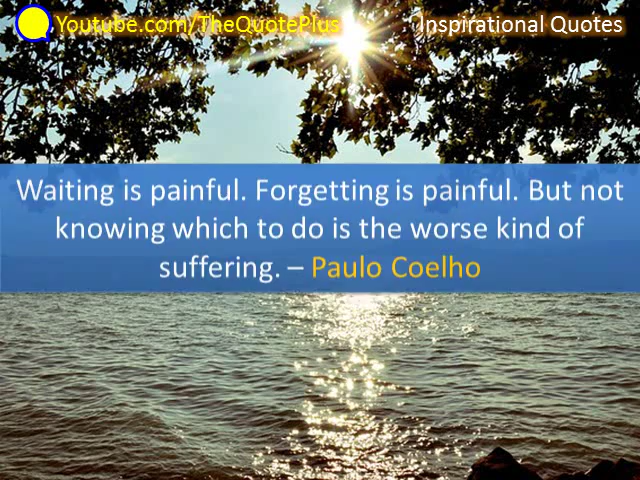 Youtube.com/TheQuotePlus
Inspirational Quotes
Waiting is painful. Forgetting is painful. But not
knowing which to do is the worse kind of
suffering. – Paulo Coelho